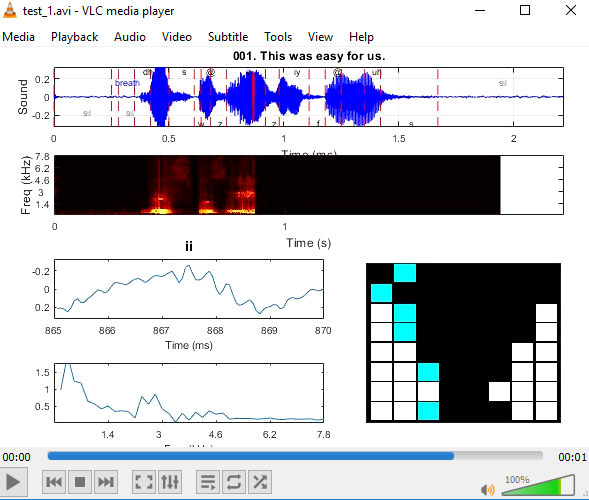 test_1.avi - VLC media player
Media Playback Audio Video Subtitle Tools View Help
001. This was easy for us.
Sound
0.2
0
-0.2
breath
s
@
iy
@
uh
sil
sil
sil
z
z
f
s
0 0.5 1 1.5 2
Time (ms)
Freq (kHz)
7.8
6.2
4.6
3
1.4
0 1
Time (s)
ii
-0.2
0
0.2
865 866 867 868 869 870
Time (ms)
1.5
1
0.5
1.4 3 4.6 6.2 7.8
00:00 00:01
100%